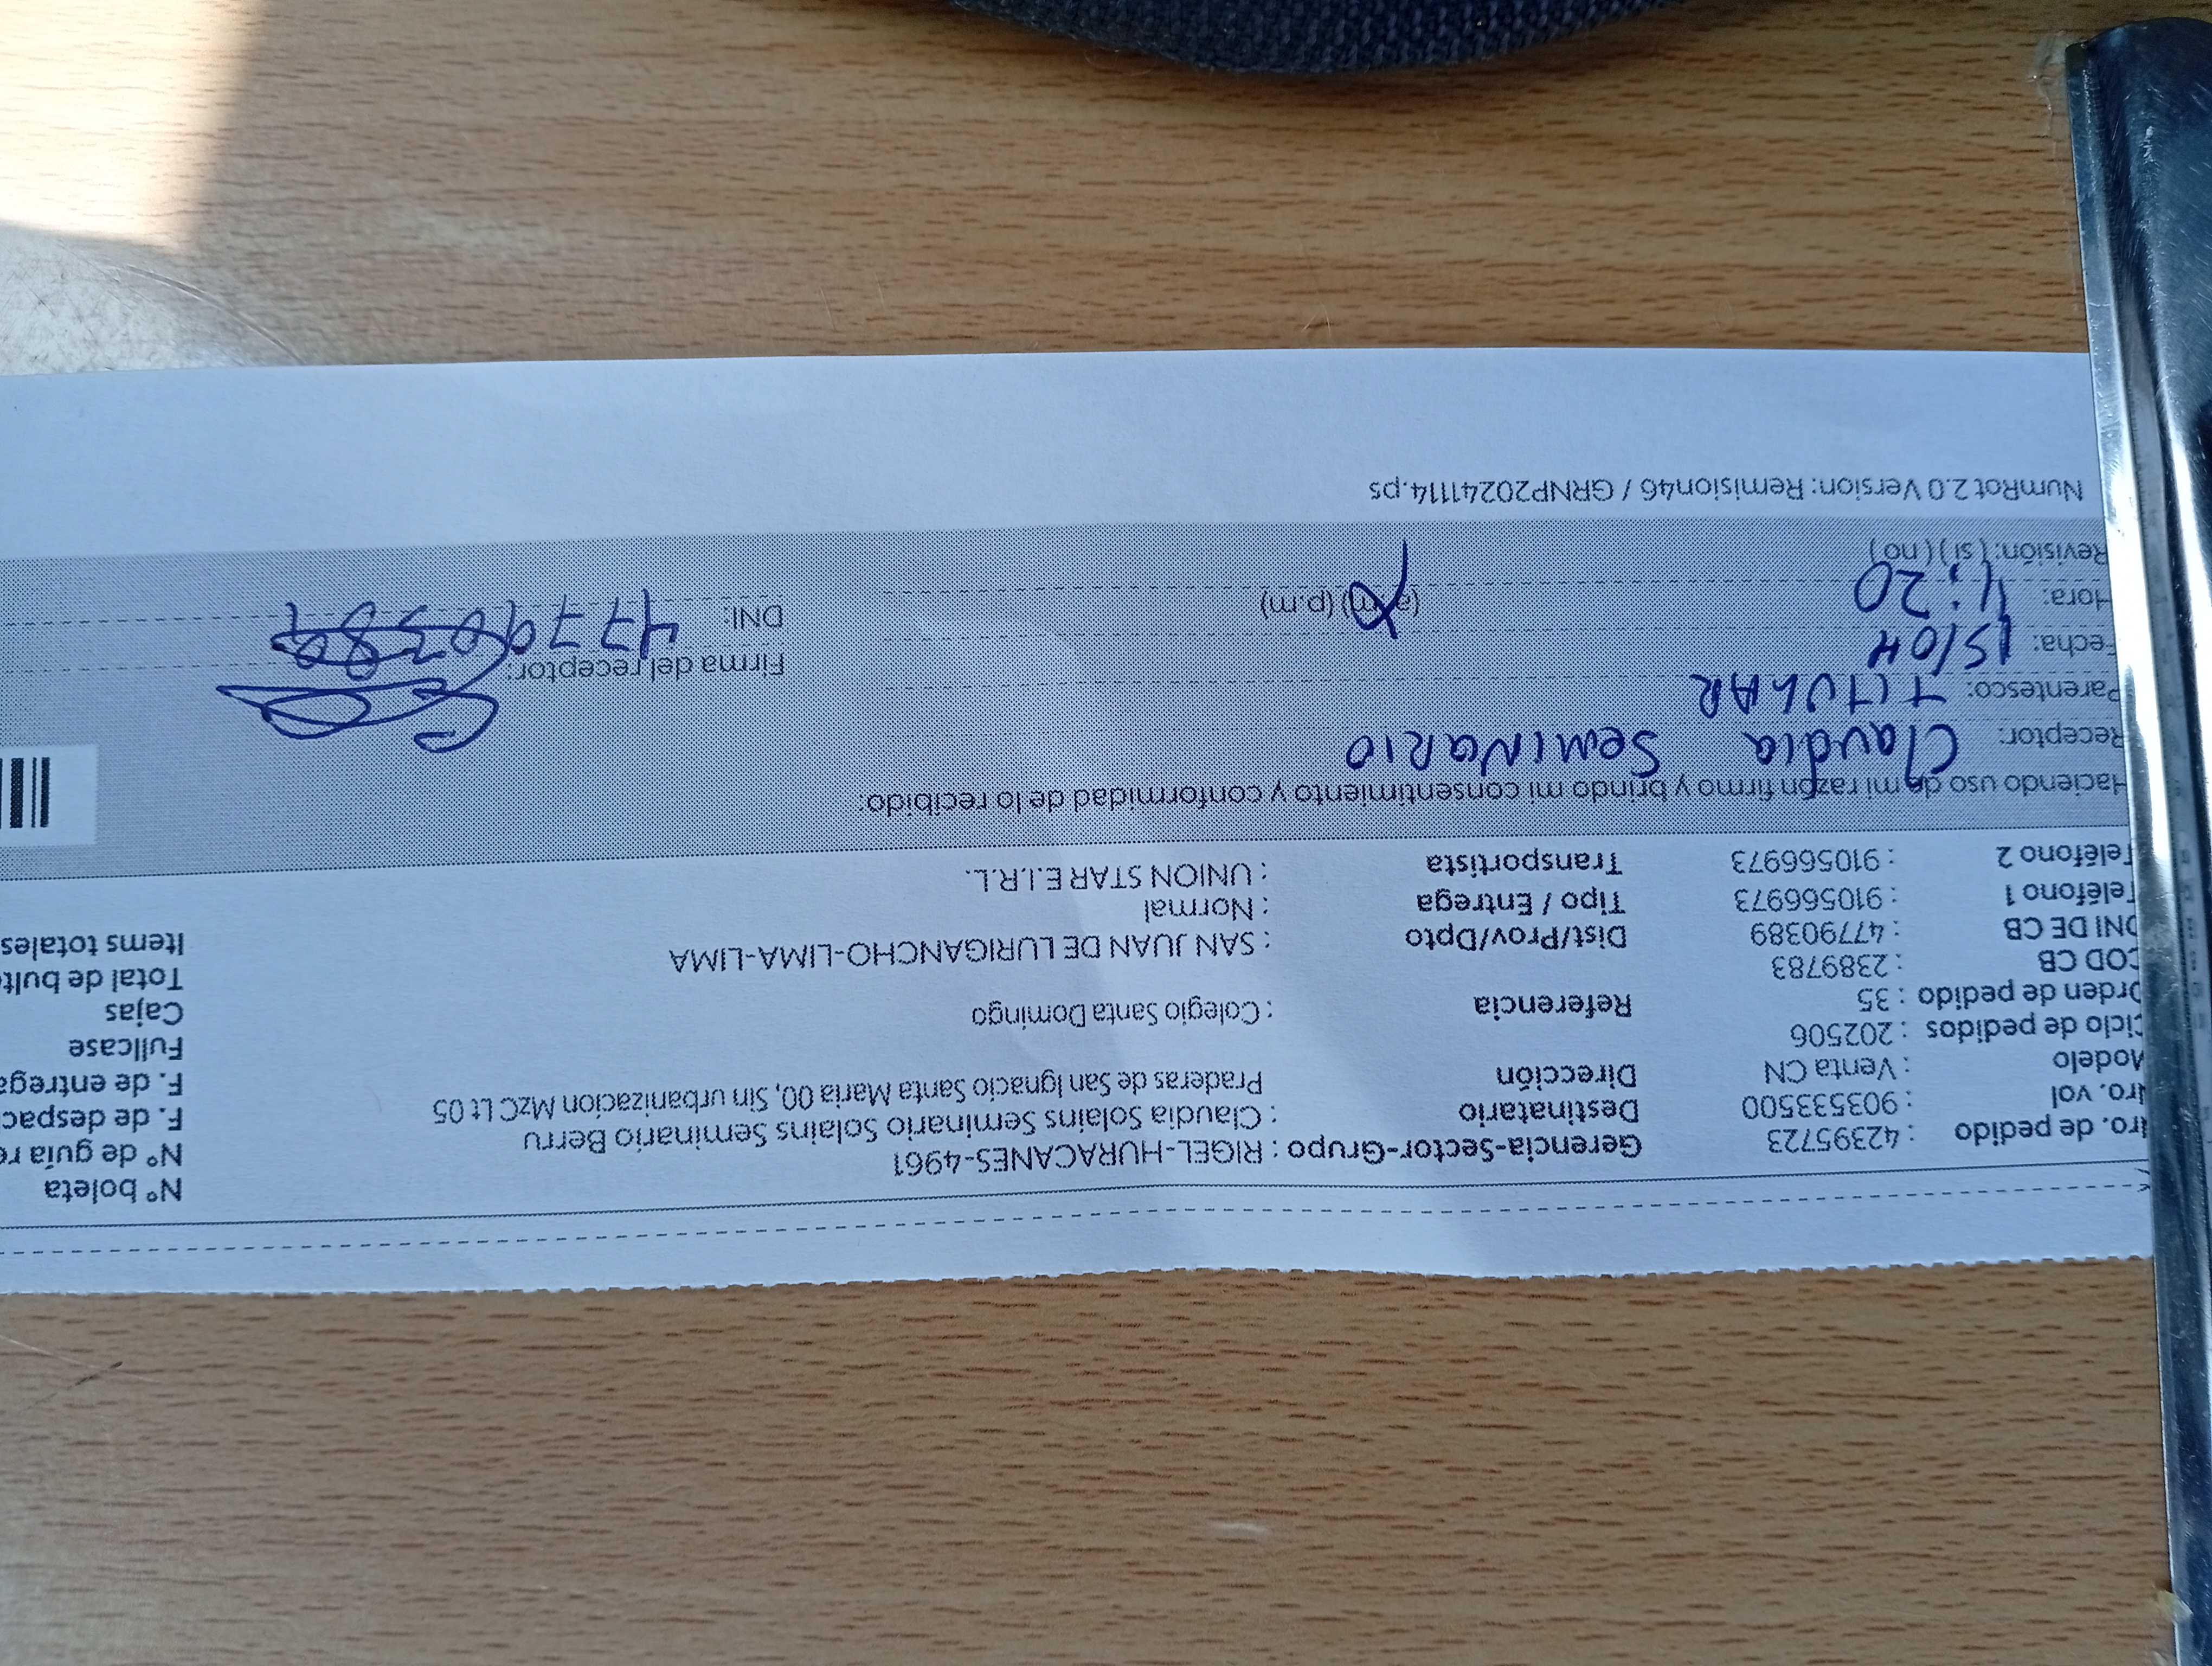 Nro. de pedido : 42395723 Gerencia-Sector-Grupo : RIGEL-HURACANES-4961 N° boleta
Nro. vol : 903533500 Destinatario : Claudia Solains Seminario Solains Seminario Berru N° de guía
Modelo : Venta CN Dirección Praderas de San Ignacio Santa Maria 00, Sin urbanizacion MzC Lt 05 F. de despac
Ciclo de pedidos : 202506 F. de entrega
Orden de pedido : 35 Referencia : Colegio Santa Domingo Fullcase
COD CB : 2389783 Cajas
DNI DE CB : 47790389 Dist/Prov/Dpto : SAN JUAN DE LURIGANCHO-LIMA-LIMA Total de bulto
Teléfono 1 : 910566973 Tipo / Entrega : Normal Items totales
Teléfono 2 : 910566973 Transportista : UNION STAR E.I.R.L.
Haciendo uso de mi razón firmo y brindo mi consentimiento y conformidad de lo recibido:
Receptor: Claudia SemiNaRIO
Parentesco: TITULAR Firma del receptor:
Fecha: 15/04
Hora: 11:20 (a.m) (p.m) DNI: 47790389
Revisión: (si) (no)
NumRot 2.0 Version: Remision46 / GRNP20241114.ps